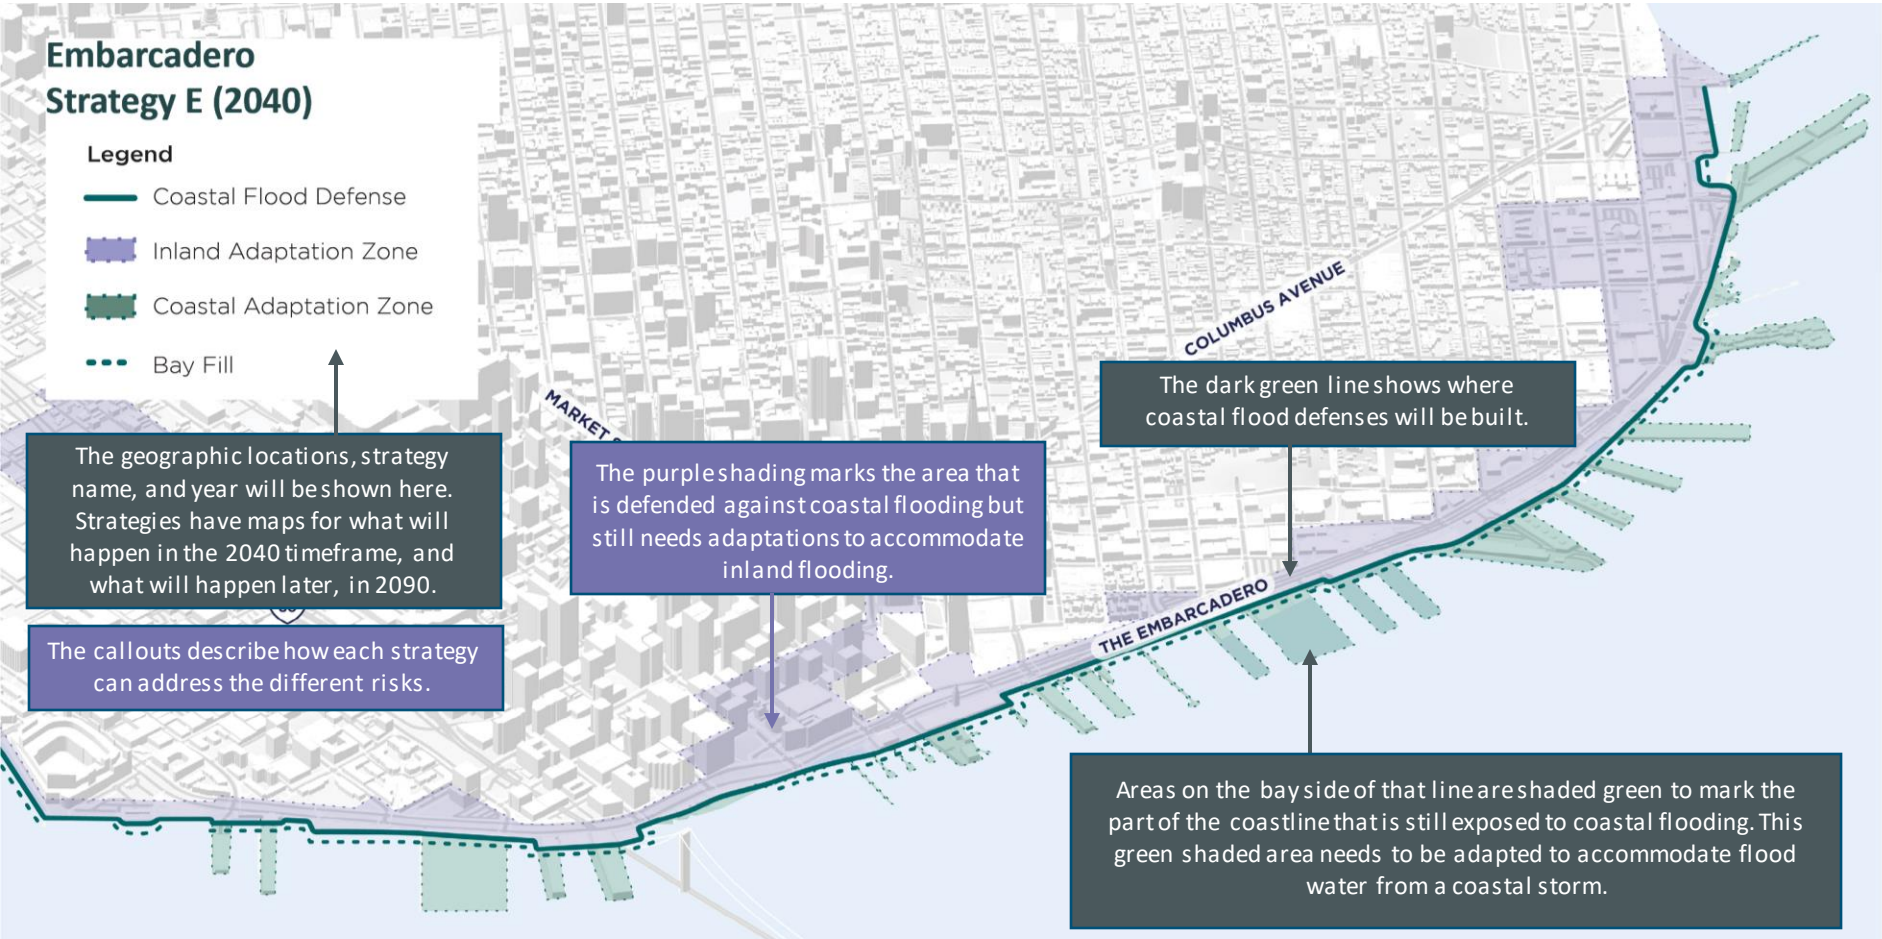 Embarcadero
Strategy E (2040)
Legend
Coastal Flood Defense
Inland Adaptation Zone
Coastal Adaptation Zone
Bay Fill
COLUMBUS AVENUE
MARKET
The dark green line shows where
coastal flood defenses will be built.
The geographic locations, strategy
name, and year will be shown here.
Strategies have maps for what will
happen in the 2040 timeframe, and
what will happen later, in 2090.
The purple shading marks the area that
is defended against coastal flooding but
still needs adaptations to accommodate
inland flooding.
THE EMBARCADERO
The callouts describe how each strategy
can address the different risks.
Areas on the bay side of that line are shaded green to mark the
part of the coastline that is still exposed to coastal flooding. This
green shaded area needs to be adapted to accommodate flood
water from a coastal storm.